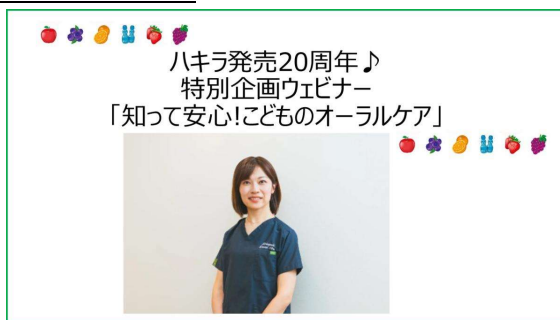 ハキラ発売20周年♪
特別企画ウェビナー
「知って安心!こどものオーラルケア」